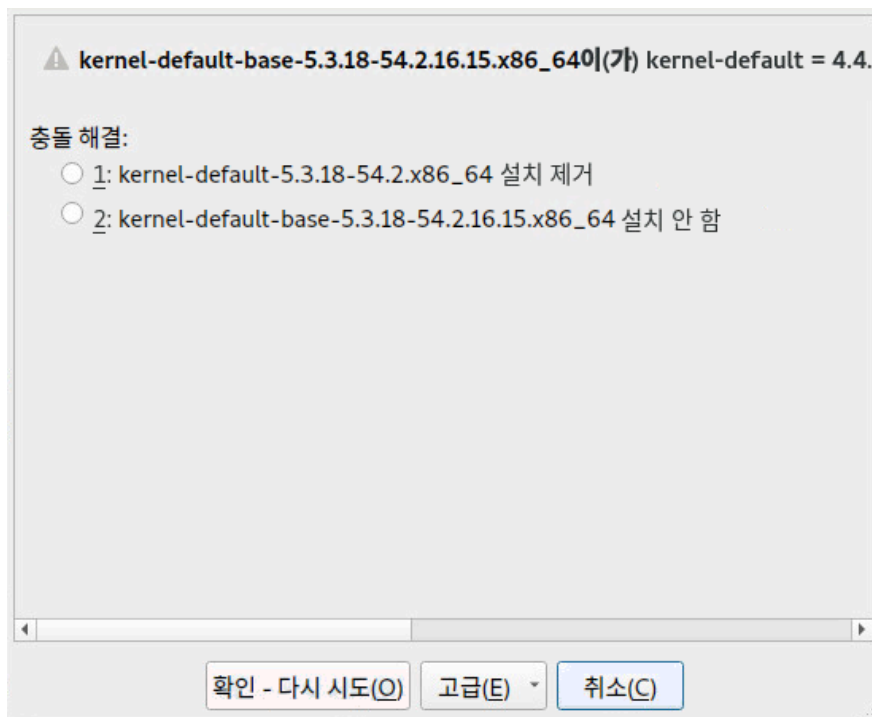 kernel-default-base-5.3.18-54.2.16.15.x86_64이(가) kernel-default = 4.4.
충돌 해결:
1: kernel-default-5.3.18-54.2.x86_64 설치 제거
2: kernel-default-base-5.3.18-54.2.16.15.x86_64 설치 안 함
확인 - 다시 시도(O) 고급(E) 취소(C)